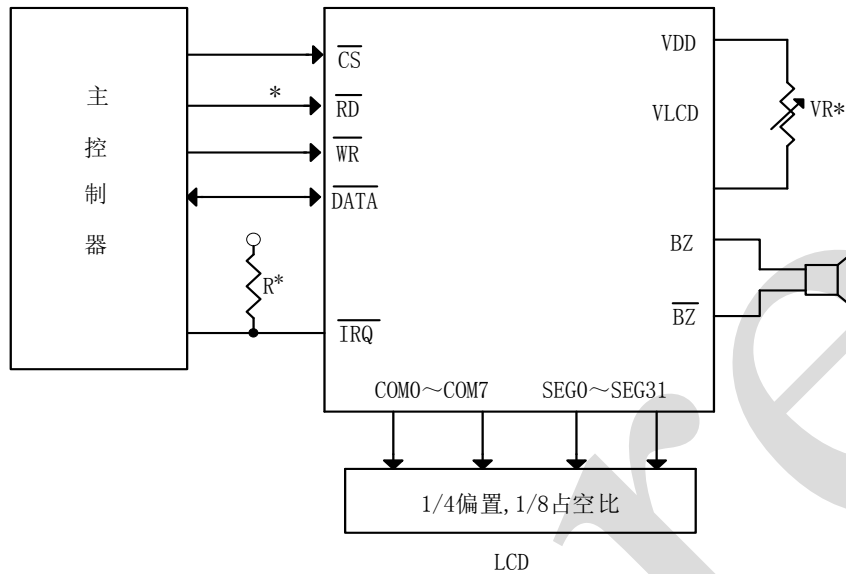 主
控
制
器
CS
*
RD
WR
DATA
R*
IRQ
VDD
VLCD
VR*
BZ
BZ
COM0～COM7
SEG0～SEG31
1/4偏置,1/8占空比
LCD